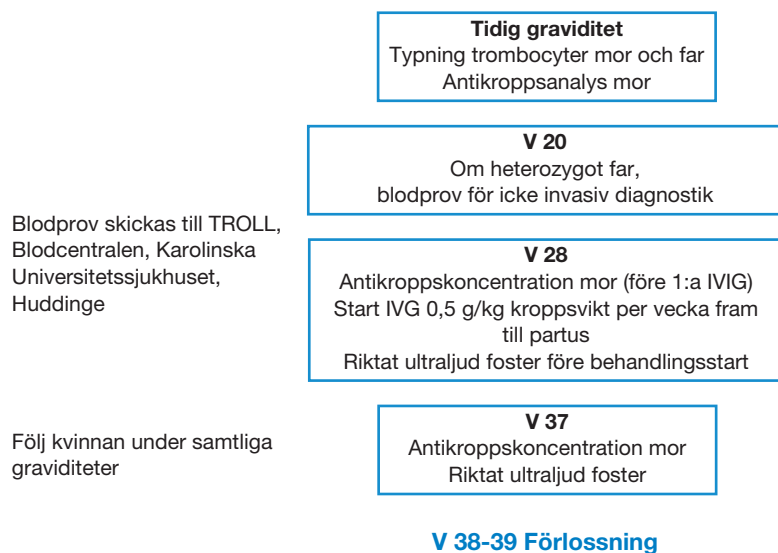 Tidig graviditet
Typning trombocyter mor och far
Antikroppsanalys mor
V 20
Om heterozygot far,
blodprov för icke invasiv diagnostik
Blodprov skickas till TROLL,
Blodcentralen, Karolinska
Universitetssjukhuset,
Huddinge
V 28
Antikroppskoncentration mor (före 1:a IVIG)
Start IVG 0,5 g/kg kroppsvikt per vecka fram
till partus
Riktat ultraljud foster före behandlingsstart
Följ kvinnan under samtliga
graviditeter
V 37
Antikroppskoncentration mor
Riktat ultraljud foster
V 38-39 Förlossning